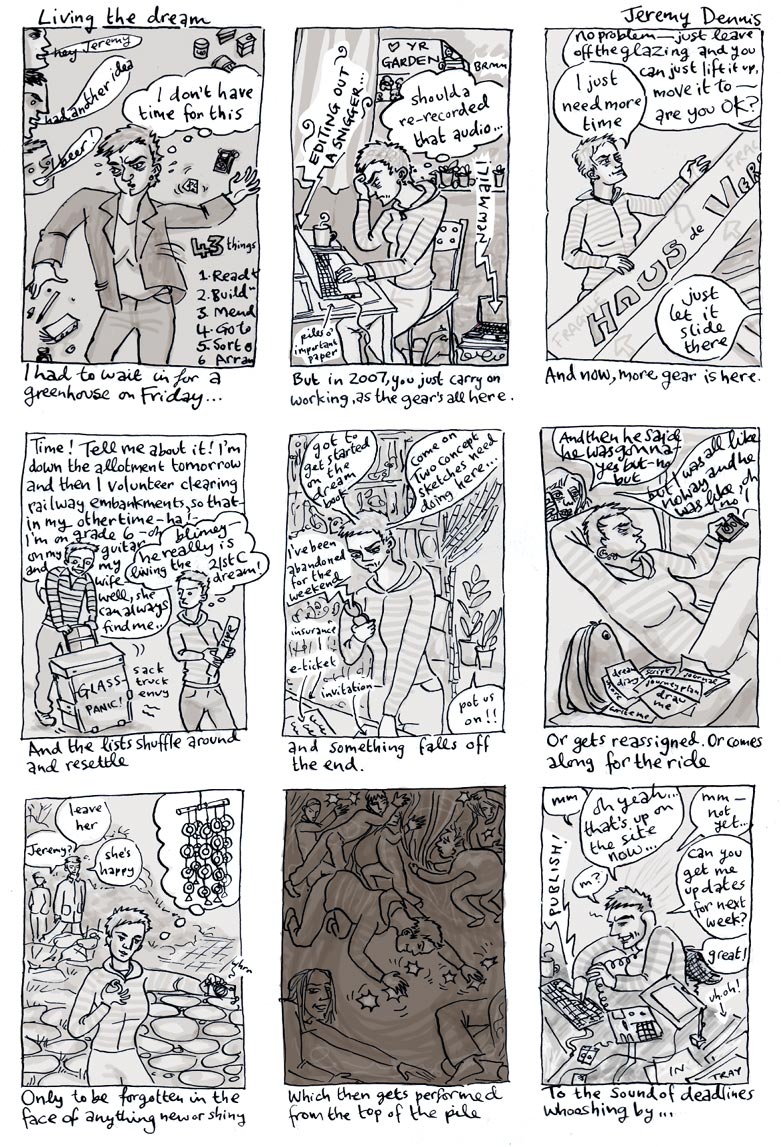 Living the dream
Jeremy Dennis
hey Jeremy
had another idea
beer!
I don't have
time for this
43 things
1. Read
2. Build
3. Mend
4. Go to
5. Sort o
6 Arran
I had to wait in for a
greenhouse on Friday...
EDITING OUT
A SNIGGER...
♡ YR
GARDEN
BRMM
shoulda
re-recorded
that audio...
NEW MAIL!
piles o'
important
paper
But in 2007, you just carry on
working, as the gear's all here.
no problem — just leave
off the glazing and you
can just lift it up,
move it to —
are you OK?
I just
need more
time
FRAGILE
HAUS de VER
FRAG
just
let it
slide
there
And now, more gear is here.
Time! Tell me about it! I'm
down the allotment tomorrow
and then I volunteer clearing
railway embankments, so that
in my other time - ha! -
I'm on grade 6 -oh
on my guitar
and my
wife
well, she
can always
find me..
blimey
he really is
living the 21st C
dream!
GLASS-
PANIC!
sack
truck
envy
And the lists shuffle around
and resettle
got to
get started
on the
dream
book
come on
Two concept
sketches need
doing here...
I've been
abandoned
for the
weekend
insurance
e-ticket
invitation
pot us
on!!
and something falls off
the end.
And then he said
he was gonna-
yes but-no
but
but I was all like
no way and he
was like, oh
no!
dream
diary
script
journal
journey plan
draw
me
write me
Or gets reassigned. Or comes
along for the ride
leave
her
Jeremy?
she's
happy
Only to be forgotten in the
face of anything new or shiny
Which then gets performed
from the top of the pile
mm
oh yeah...
that's up on
the site
now...
mm —
not
yet...
PUBLISH!
m?
can you
get me
updates
for next
week?
great!
uh.oh!
IN
TRAY
To the sound of deadlines
whooshing by...